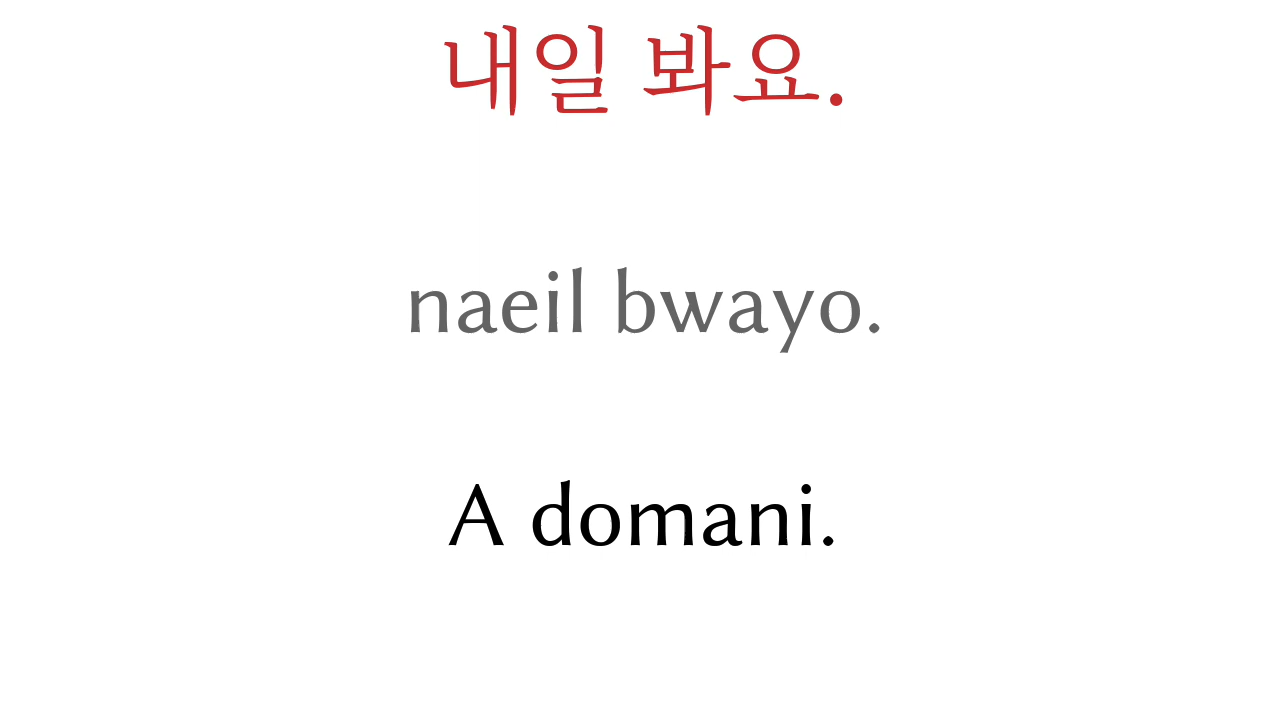 내일 봐요.
naeil bwayo.
A domani.